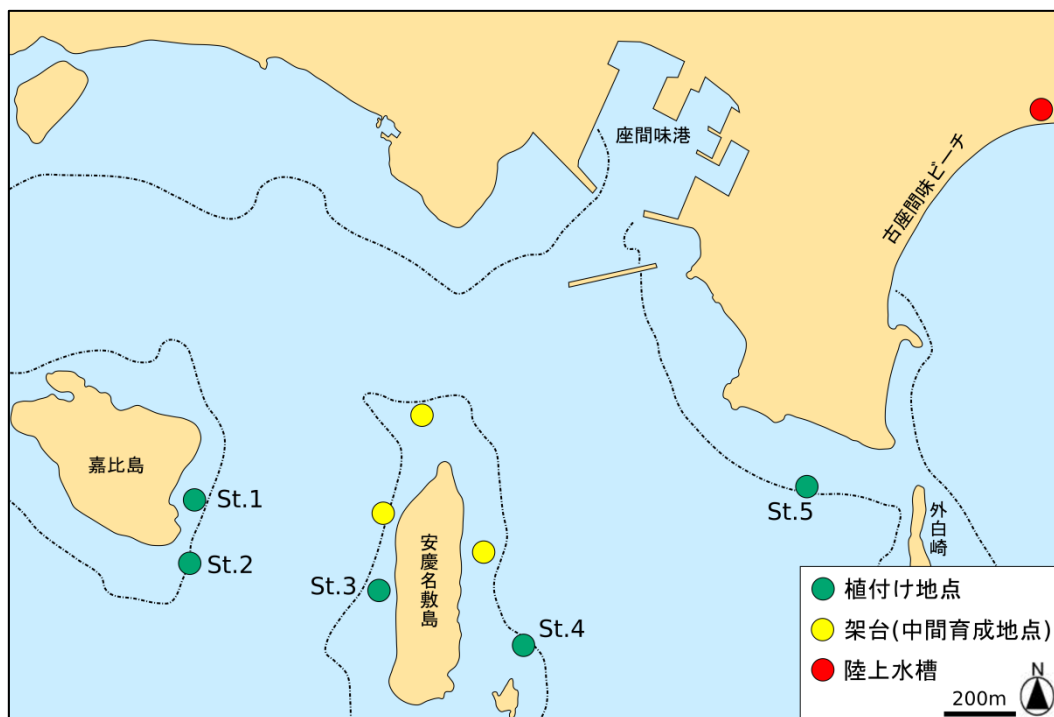 座間味港
古座間味ビーチ
嘉比島
St.1
St.2
St.3
安慶名敷島
St.4
St.5
外白崎
植付け地点
架台(中間育成地点)
陸上水槽
N
200m